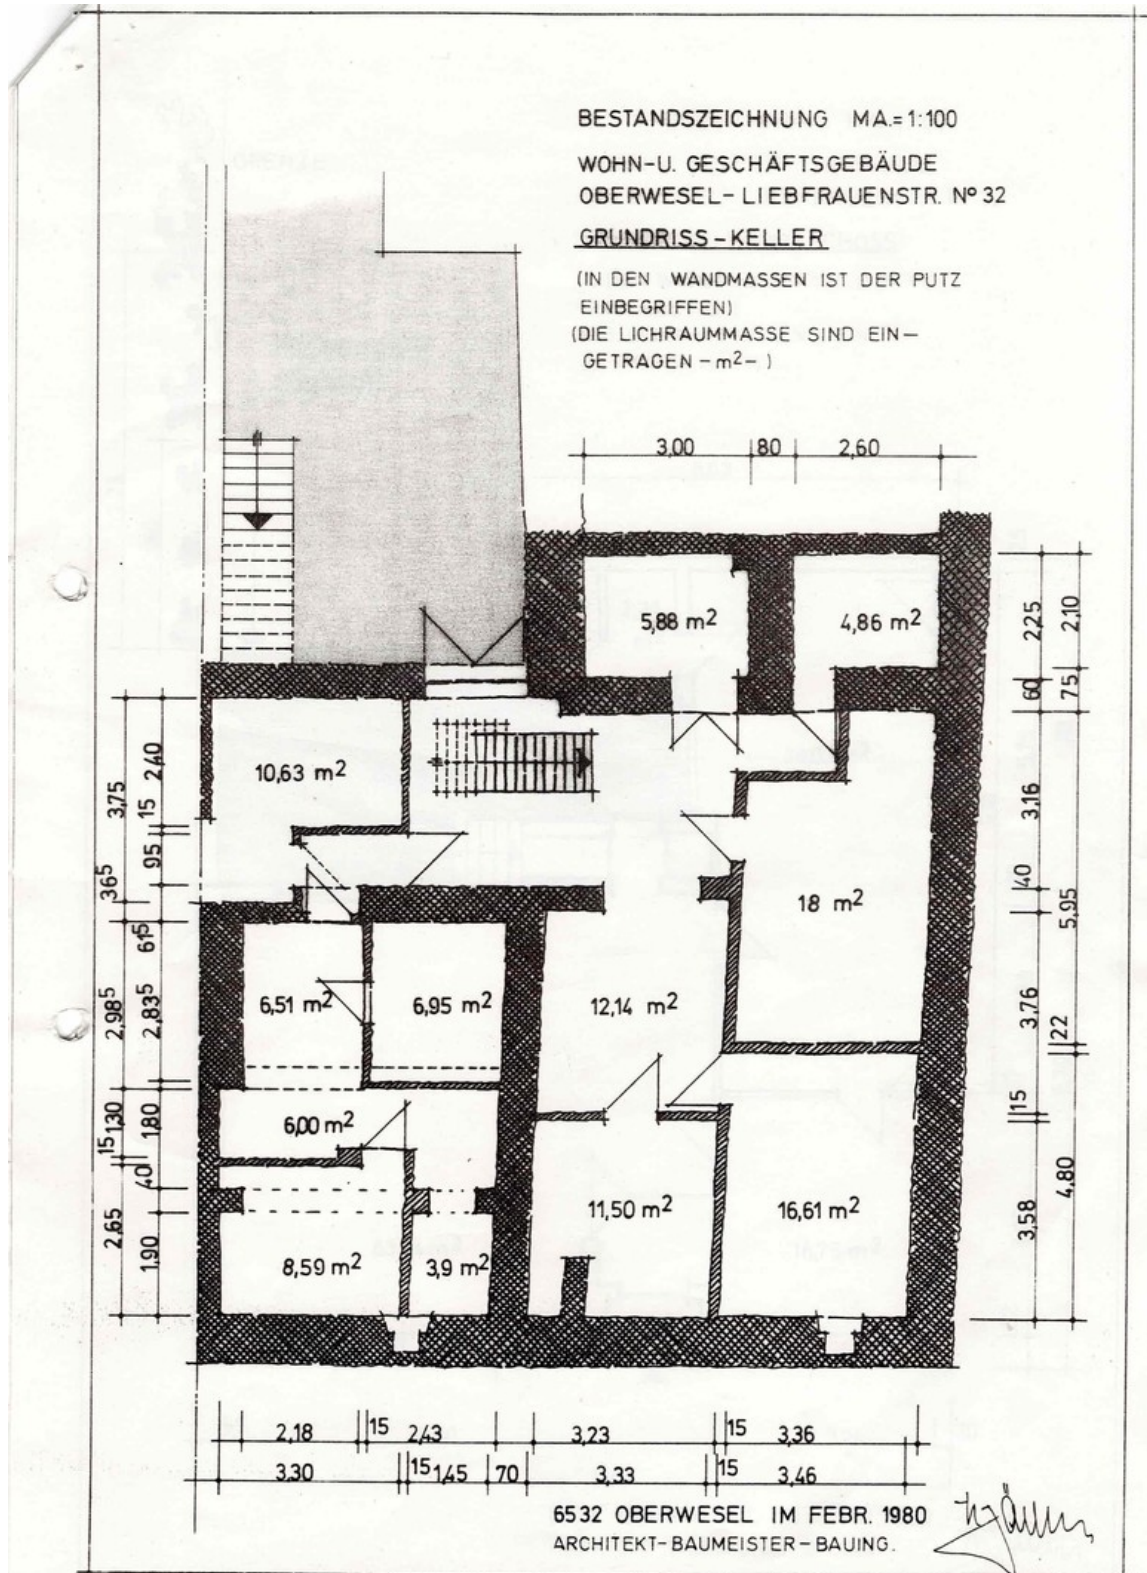 BESTANDSZEICHNUNG MA.=1:100
WOHN-U. GESCHÄFTSGEBÄUDE
OBERWESEL-LIEBFRAUENSTR. Nº 32
GRUNDRISS-KELLER
(IN DEN WANDMASSEN IST DER PUTZ
EINBEGRIFFEN)
(DIE LICHRAUMMASSE SIND EIN-
GETRAGEN - m² - )
3,00 80 2,60
5,88 m² 4,86 m²
2,25 2,10
60 75
10,63 m²
2,40
3,75
15
95
3,16
40
5,95
18 m²
365
61⁵
6,51 m² 6,95 m² 12,14 m²
2,98⁵ 2,83⁵
3,76
22
6,00 m²
1,30 1,80
15
15
40
11,50 m² 16,61 m²
4,80
3,58
2,65
1,90
8,59 m² 3,9 m²
2,18 15 2,43 3,23 15 3,36
3,30 15 1,45 70 3,33 15 3,46
6532 OBERWESEL IM FEBR. 1980
ARCHITEKT-BAUMEISTER-BAUING.